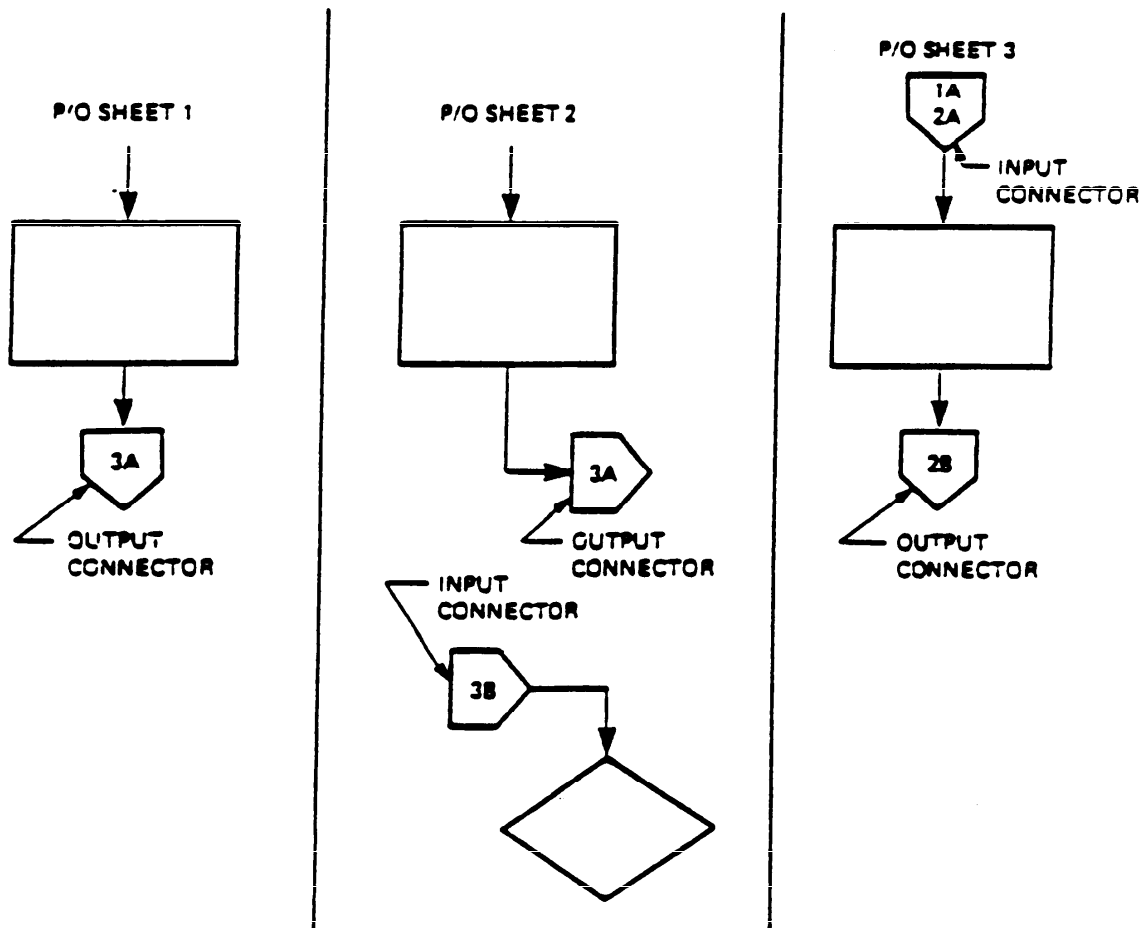 P/O SHEET 1
3A
OUTPUT
CONNECTOR
P/O SHEET 2
3A
OUTPUT
CONNECTOR
INPUT
CONNECTOR
3B
P/O SHEET 3
1A
2A
INPUT
CONNECTOR
2B
OUTPUT
CONNECTOR